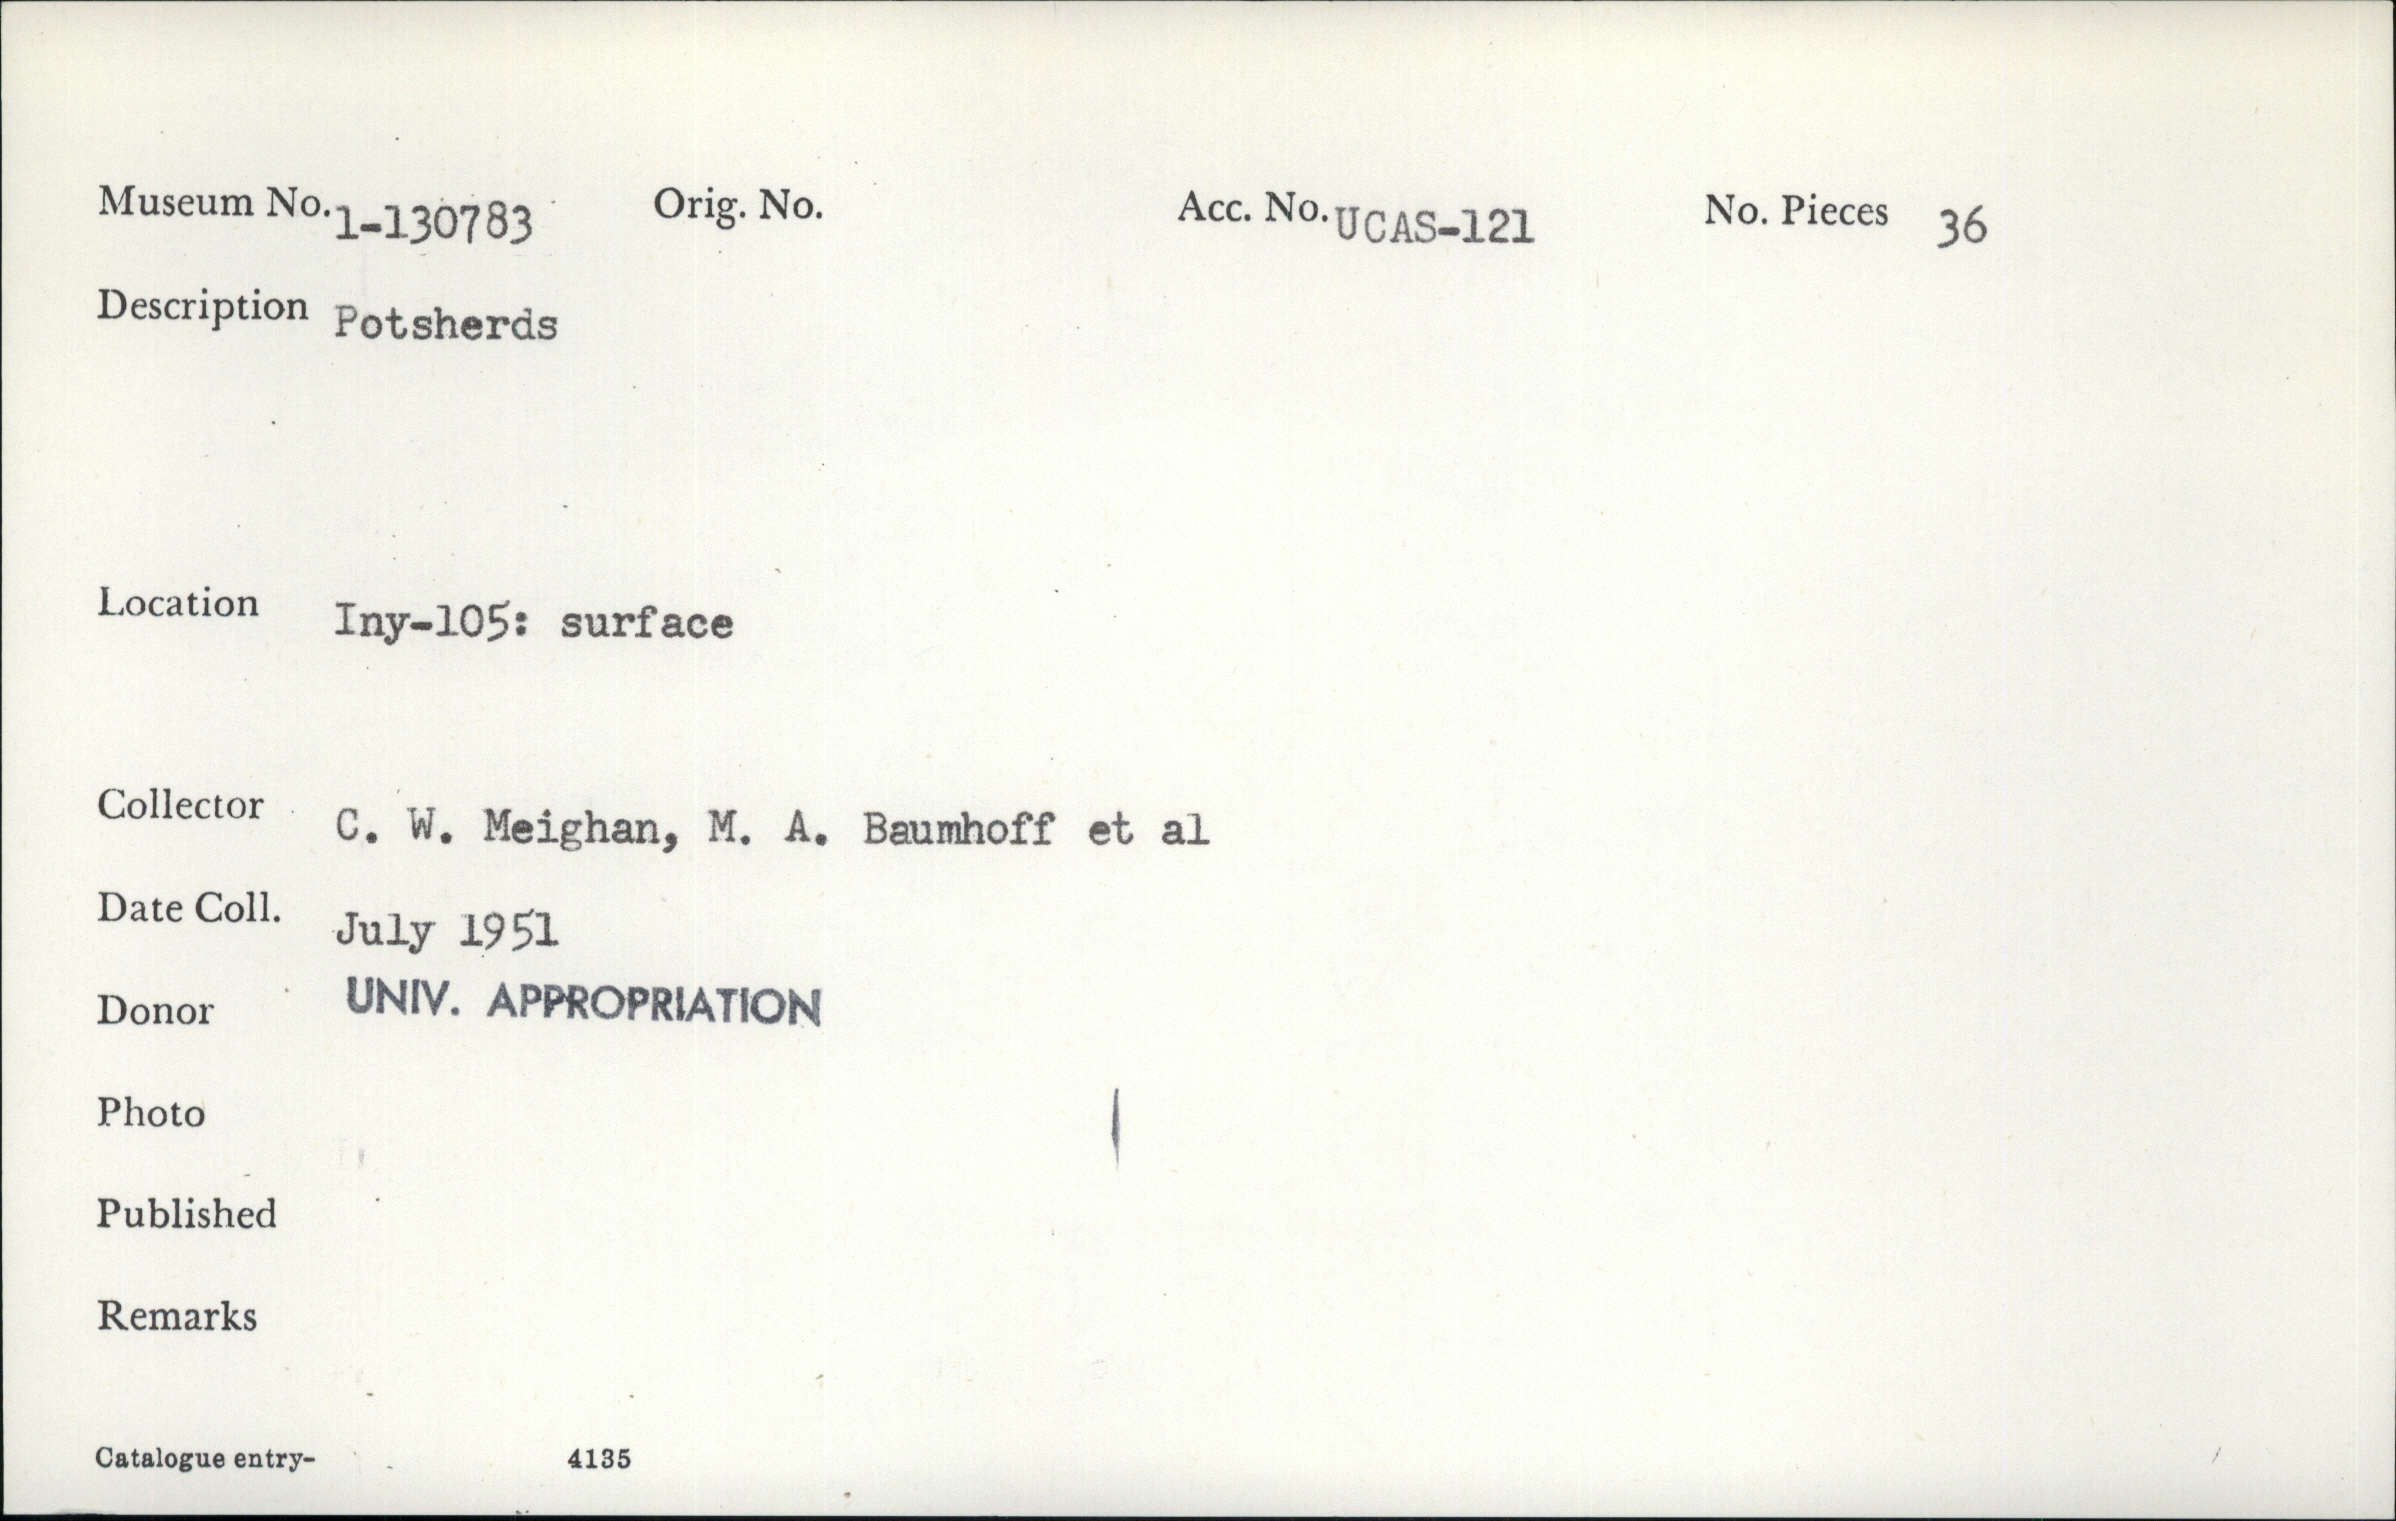 Museum No. 1-130783 Orig. No. Acc. No. UCAS-121 No. Pieces 36
Description Potsherds
Location Iny-105: surface
Collector C. W. Meighan, M. A. Baumhoff et al
Date Coll. July 1951
Donor UNIV. APPROPRIATION
Photo
Published
Remarks
Catalogue entry- 4135